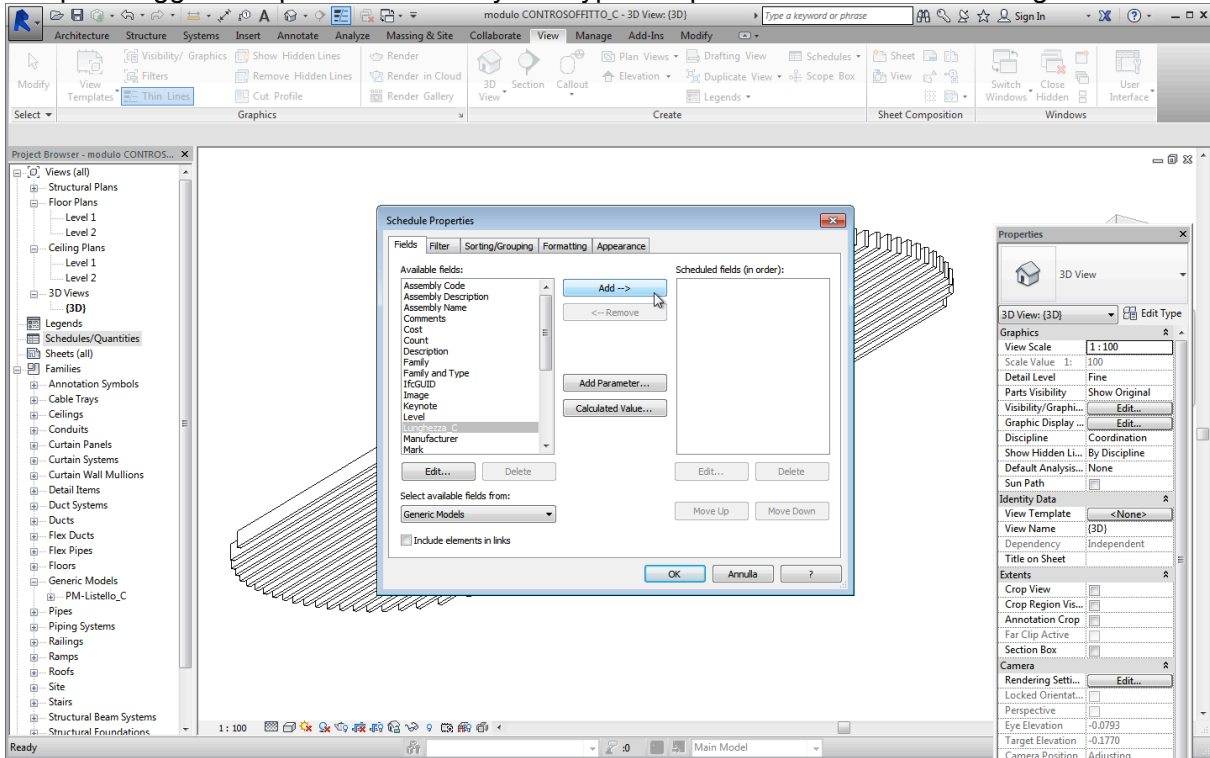 modulo CONTROSOFFITTO_C - 3D View: {3D}
Type a keyword or phrase
Sign In
Architecture Structure Systems Insert Annotate Analyze Massing & Site Collaborate View Manage Add-Ins Modify
Visibility/ Graphics Show Hidden Lines Render Plan Views Drafting View Schedules Sheet
Filters Remove Hidden Lines Render in Cloud Elevation Duplicate View Scope Box View
Modify View Templates Thin Lines Cut Profile Render Gallery 3D View Section Callout Legends Switch Windows Close Hidden User Interface
Select Graphics Create Sheet Composition Windows
Project Browser - modulo CONTROS...
Views (all)
Structural Plans
Floor Plans
Level 1
Level 2
Ceiling Plans
Level 1
Level 2
3D Views
{3D}
Legends
Schedules/Quantities
Sheets (all)
Families
Annotation Symbols
Cable Trays
Ceilings
Conduits
Curtain Panels
Curtain Systems
Curtain Wall Mullions
Detail Items
Duct Systems
Ducts
Flex Ducts
Flex Pipes
Floors
Generic Models
PM-Listello_C
Pipes
Piping Systems
Railings
Ramps
Roofs
Site
Stairs
Structural Beam Systems
Structural Foundations
Schedule Properties
Fields Filter Sorting/Grouping Formatting Appearance
Available fields:
Assembly Code
Assembly Description
Assembly Name
Comments
Cost
Count
Description
Family
Family and Type
IfcGUID
Image
Keynote
Level
Lunghezza_C
Manufacturer
Mark
Edit... Delete
Select available fields from:
Generic Models
Include elements in links
Add -->
<-- Remove
Add Parameter...
Calculated Value...
Scheduled fields (in order):
Edit... Delete
Move Up Move Down
OK Annulla ?
Properties
3D View
3D View: {3D} Edit Type
Graphics
View Scale 1 : 100
Scale Value 1: 100
Detail Level Fine
Parts Visibility Show Original
Visibility/Graphi... Edit...
Graphic Display ... Edit...
Discipline Coordination
Show Hidden Li... By Discipline
Default Analysis... None
Sun Path
Identity Data
View Template <None>
View Name {3D}
Dependency Independent
Title on Sheet
Extents
Crop View
Crop Region Vis...
Annotation Crop
Far Clip Active
Section Box
Camera
Rendering Setti... Edit...
Locked Orientat...
Perspective
Eye Elevation -0.0793
Target Elevation -0.1770
Camera Position Adjusting
1 : 100
Ready :0 Main Model